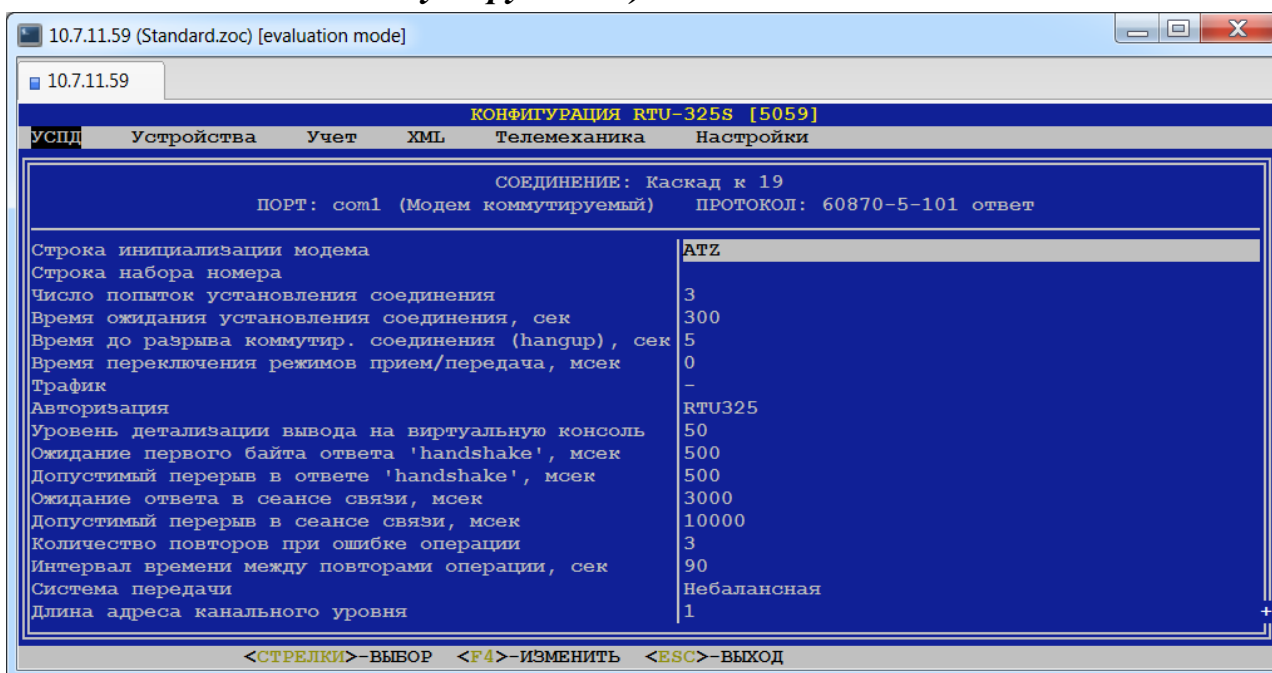 10.7.11.59 (Standard.zoc) [evaluation mode]
10.7.11.59
КОНФИГУРАЦИЯ RTU-325S [5059]
УСПД Устройства Учет XML Телемеханика Настройки
СОЕДИНЕНИЕ: Каскад к 19
ПОРТ: com1 (Модем коммутируемый) ПРОТОКОЛ: 60870-5-101 ответ
Строка инициализации модема ATZ
Строка набора номера
Число попыток установления соединения 3
Время ожидания установления соединения, сек 300
Время до разрыва коммутир. соединения (hangup), сек 5
Время переключения режимов прием/передача, мсек 0
Трафик -
Авторизация RTU325
Уровень детализации вывода на виртуальную консоль 50
Ожидание первого байта ответа 'handshake', мсек 500
Допустимый перерыв в ответе 'handshake', мсек 500
Ожидание ответа в сеансе связи, мсек 3000
Допустимый перерыв в сеансе связи, мсек 10000
Количество повторов при ошибке операции 3
Интервал времени между повторами операции, сек 90
Система передачи Небалансная
Длина адреса канального уровня 1 +
<СТРЕЛКИ>-ВЫБОР <F4>-ИЗМЕНИТЬ <ESC>-ВЫХОД